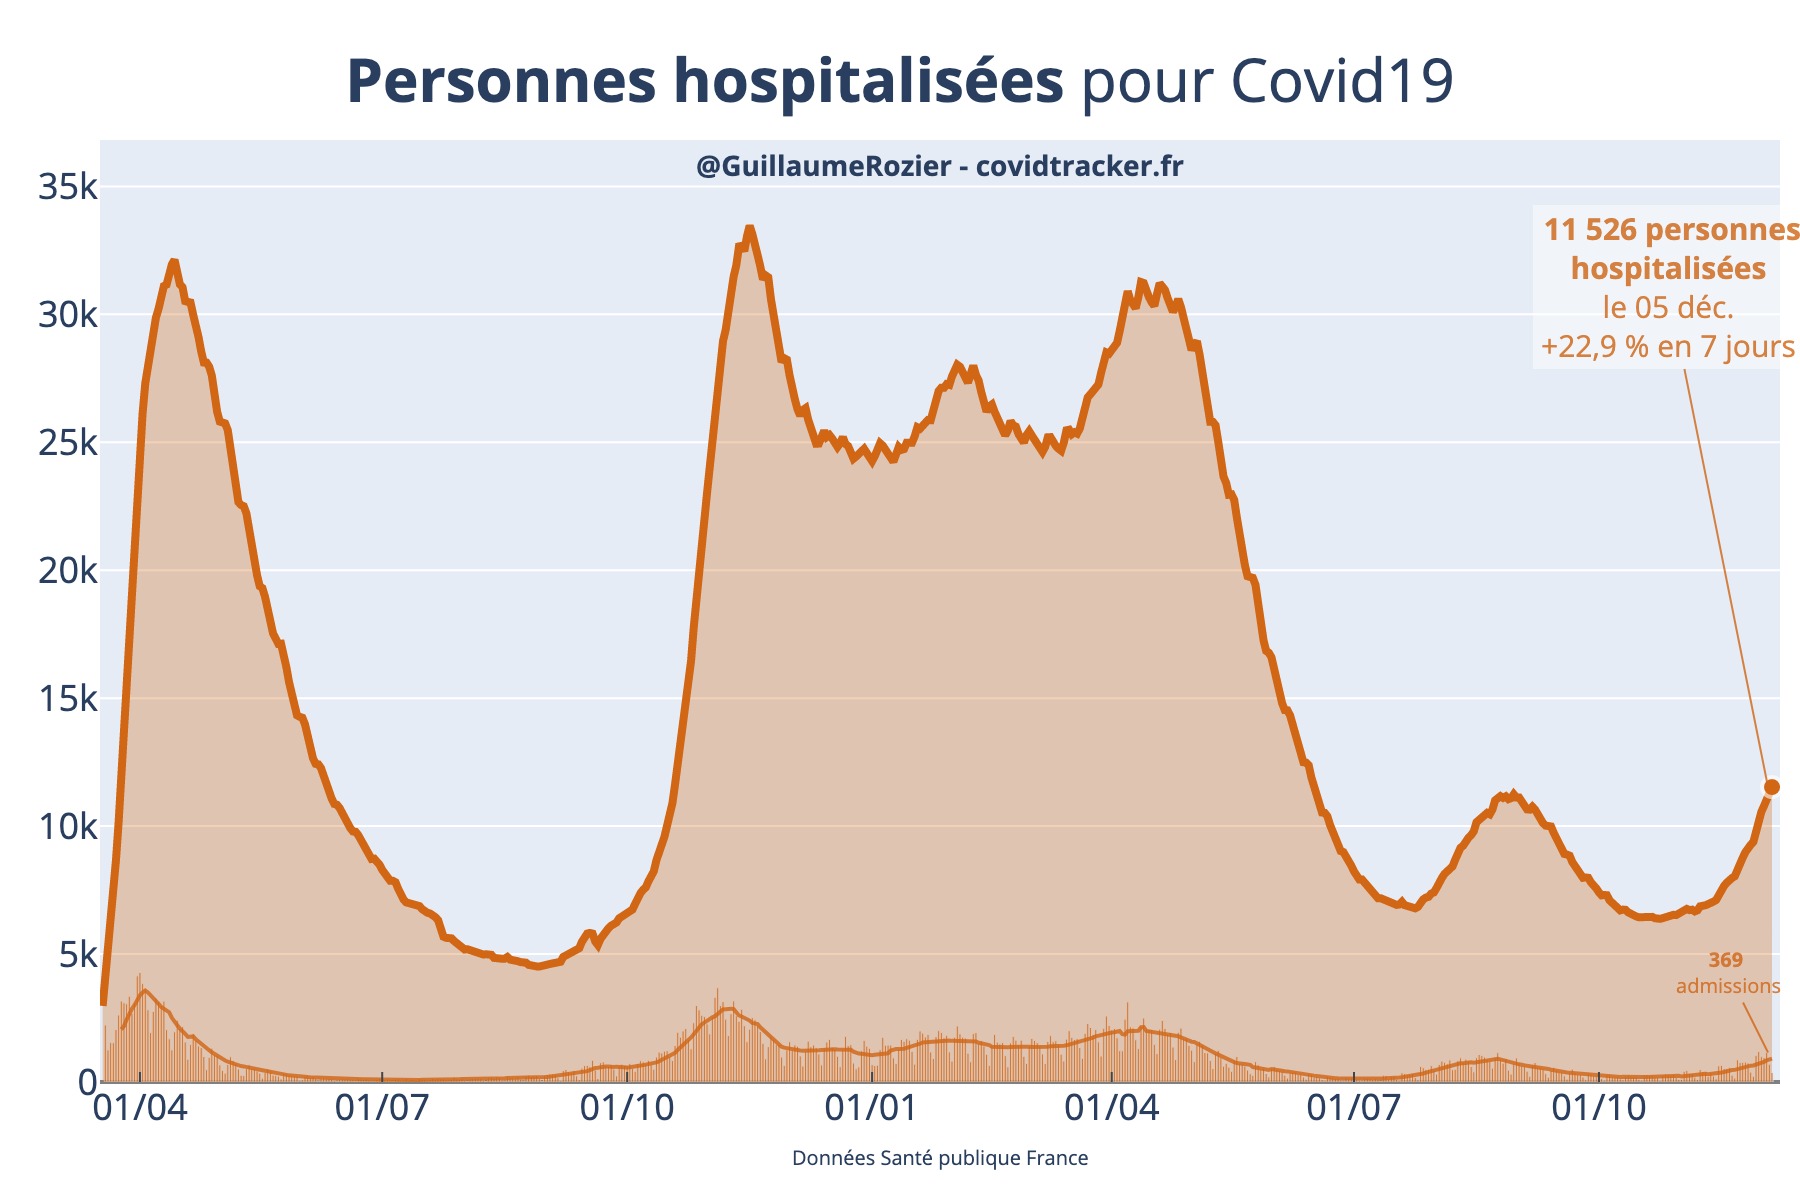 Personnes hospitalisées pour Covid19
@GuillaumeRozier - covidtracker.fr
35k
30k
25k
20k
15k
10k
5k
0
11 526 personnes
hospitalisées
le 05 déc.
+22,9 % en 7 jours
369
admissions
01/04
01/07
01/10
01/01
01/04
01/07
01/10
Données Santé publique France